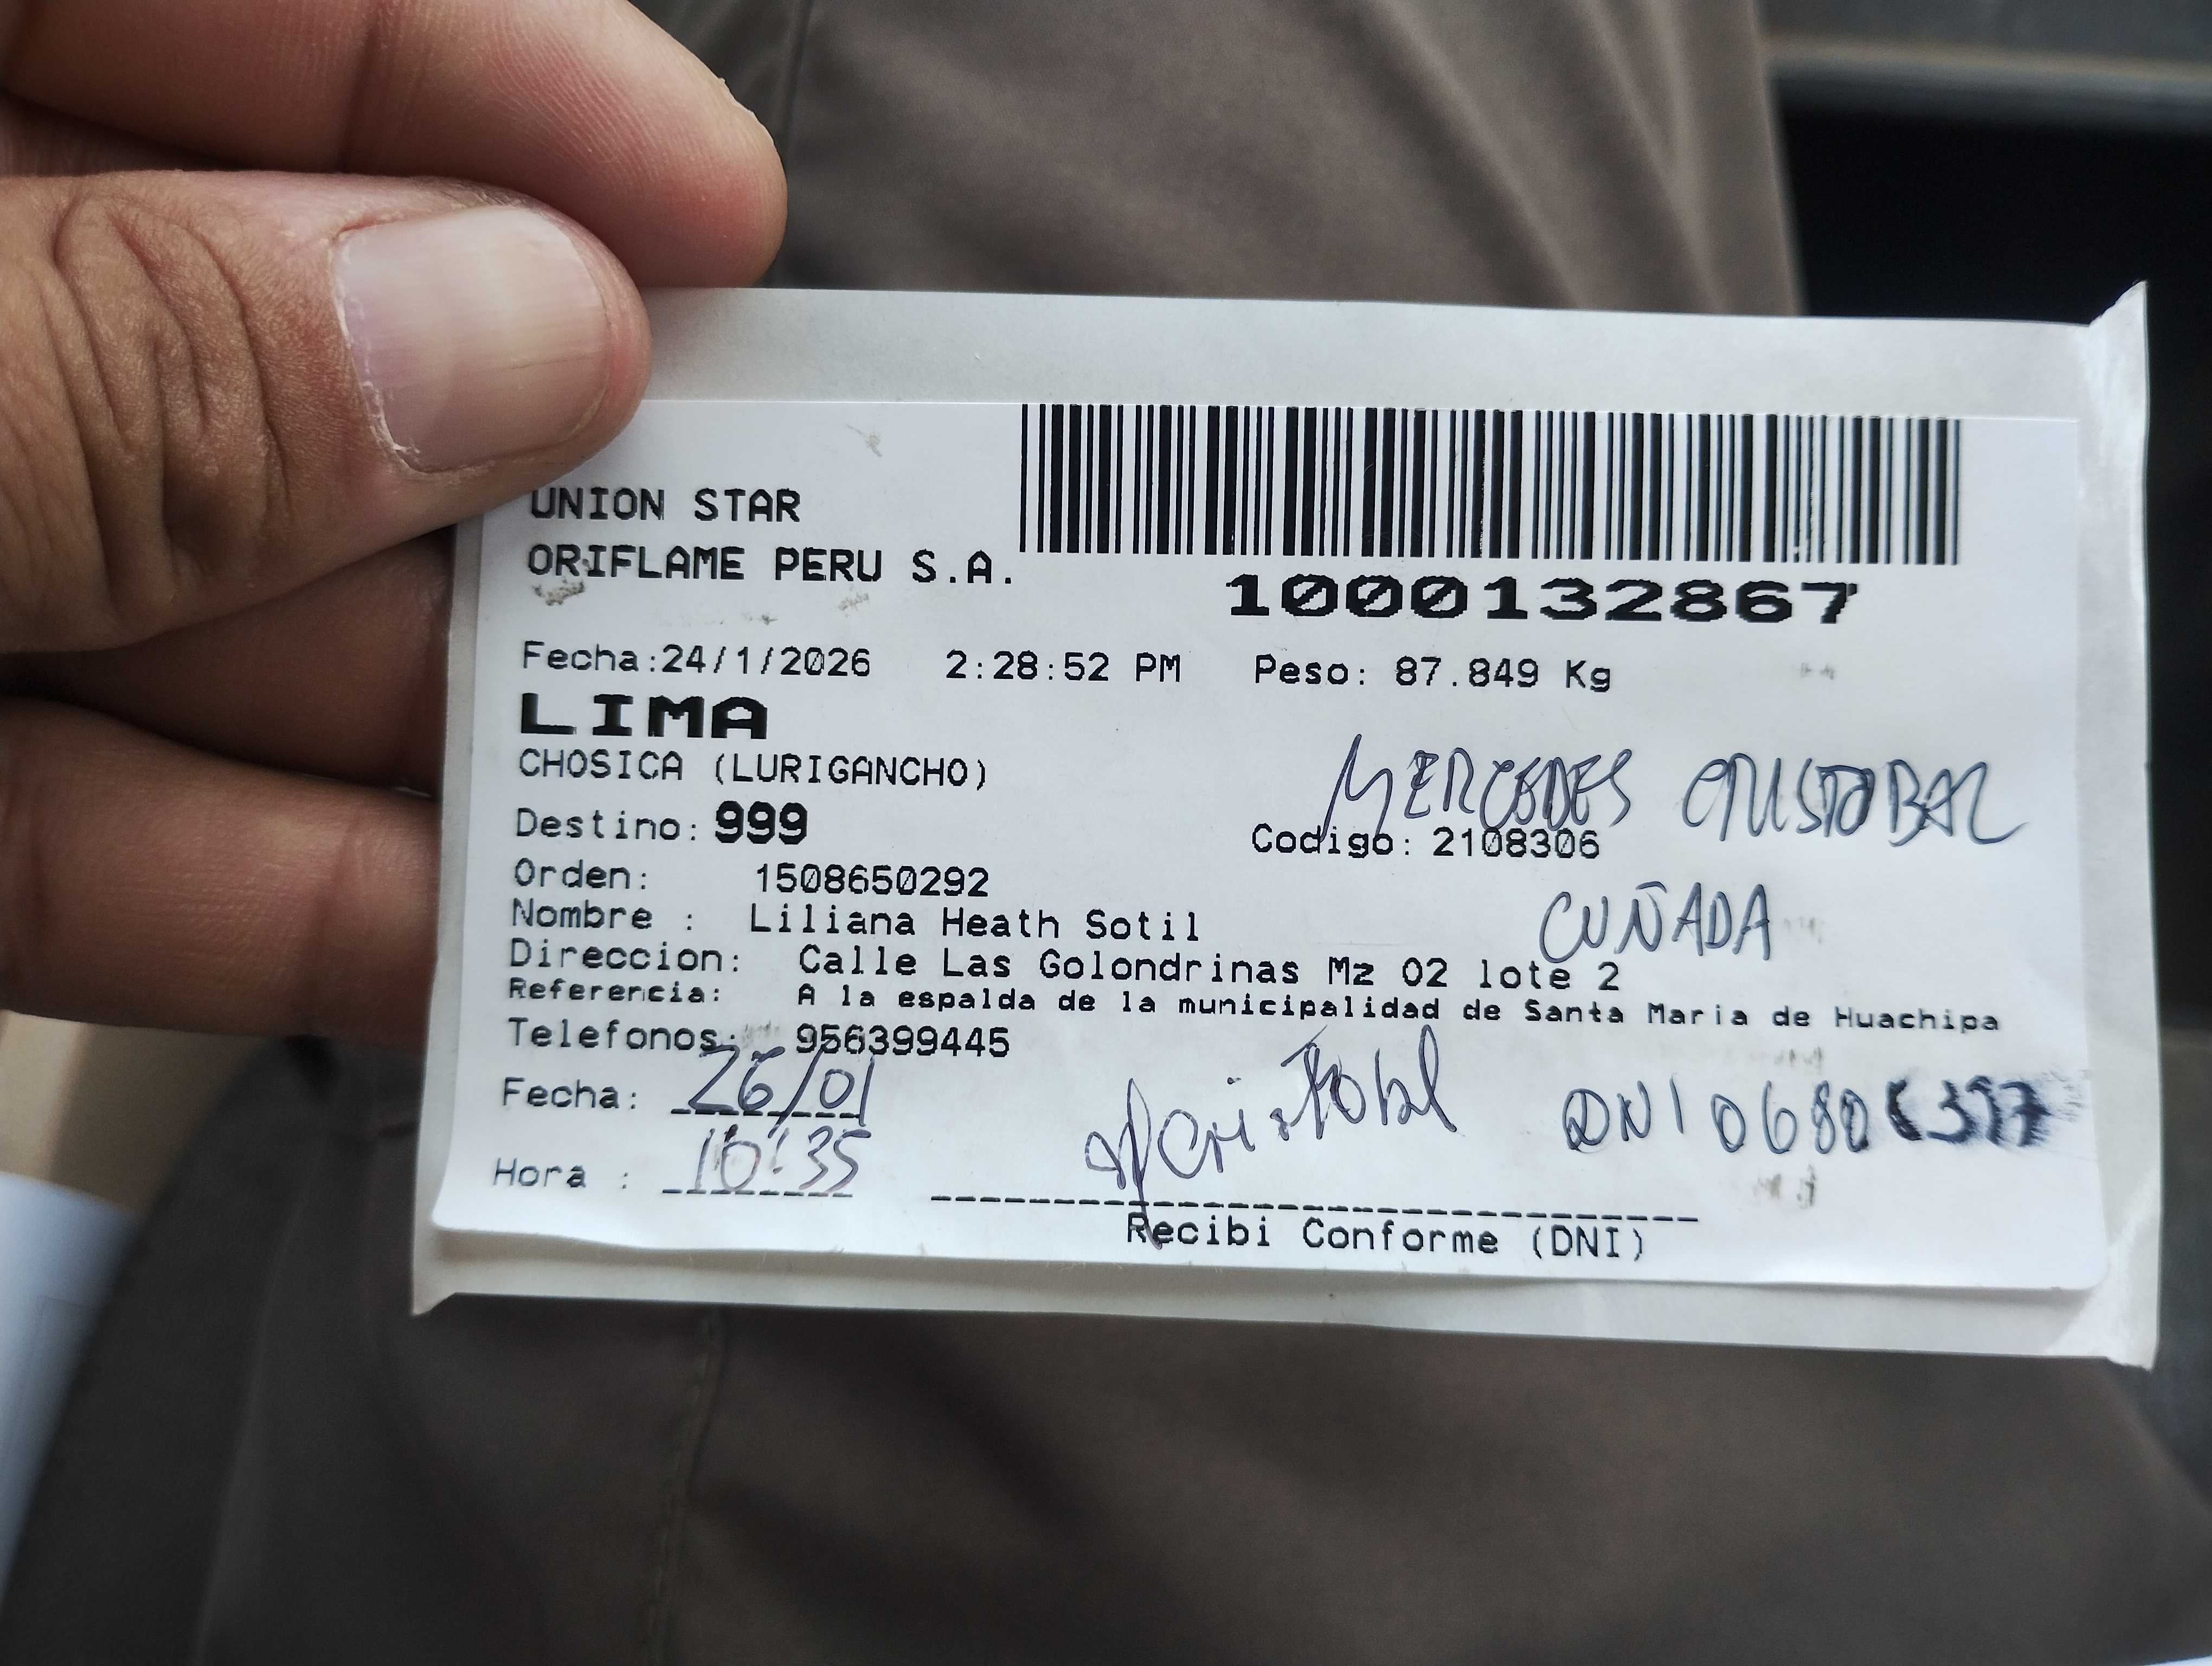 UNION STAR
ORIFLAME PERU S.A.
1000132867
Fecha:24/1/2026 2:28:52 PM Peso: 87.849 Kg
LIMA
CHOSICA (LURIGANCHO)
MERCEDES CRISTOBAL
Destino: 999 Codigo: 2108306
Orden: 1508650292
CUÑADA
Nombre : Liliana Heath Sotil
Direccion: Calle Las Golondrinas Mz 02 lote 2
Referencia: A la espalda de la municipalidad de Santa Maria de Huachipa
Telefonos: 956399445
Fecha: 26/01
Cristobal DNI
Hora : 10:35
Recibi Conforme (DNI)